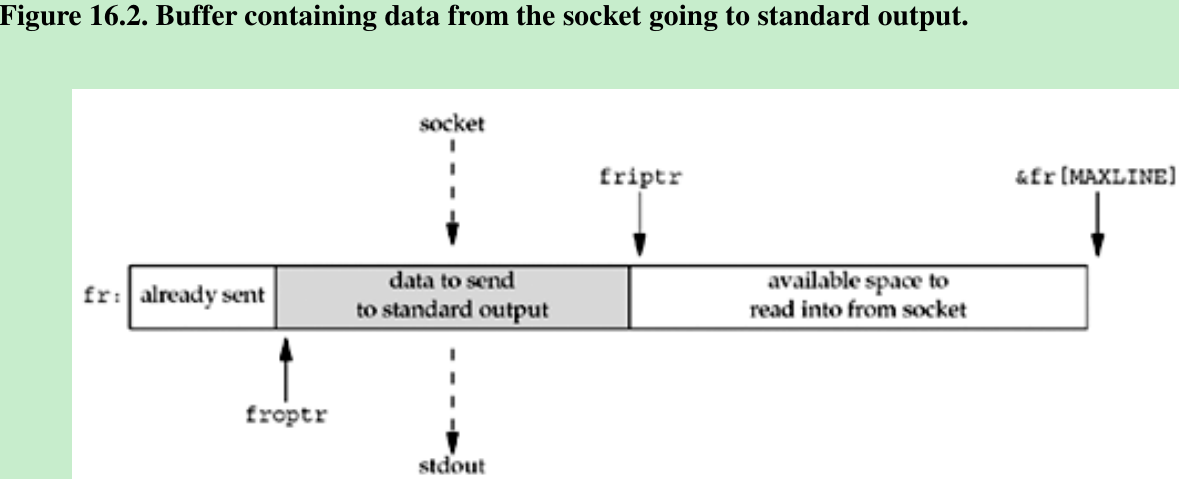 Figure 16.2. Buffer containing data from the socket going to standard output.
socket
friptr
&fr[MAXLINE]
fr:
already sent
data to send
to standard output
available space to
read into from socket
froptr
stdout